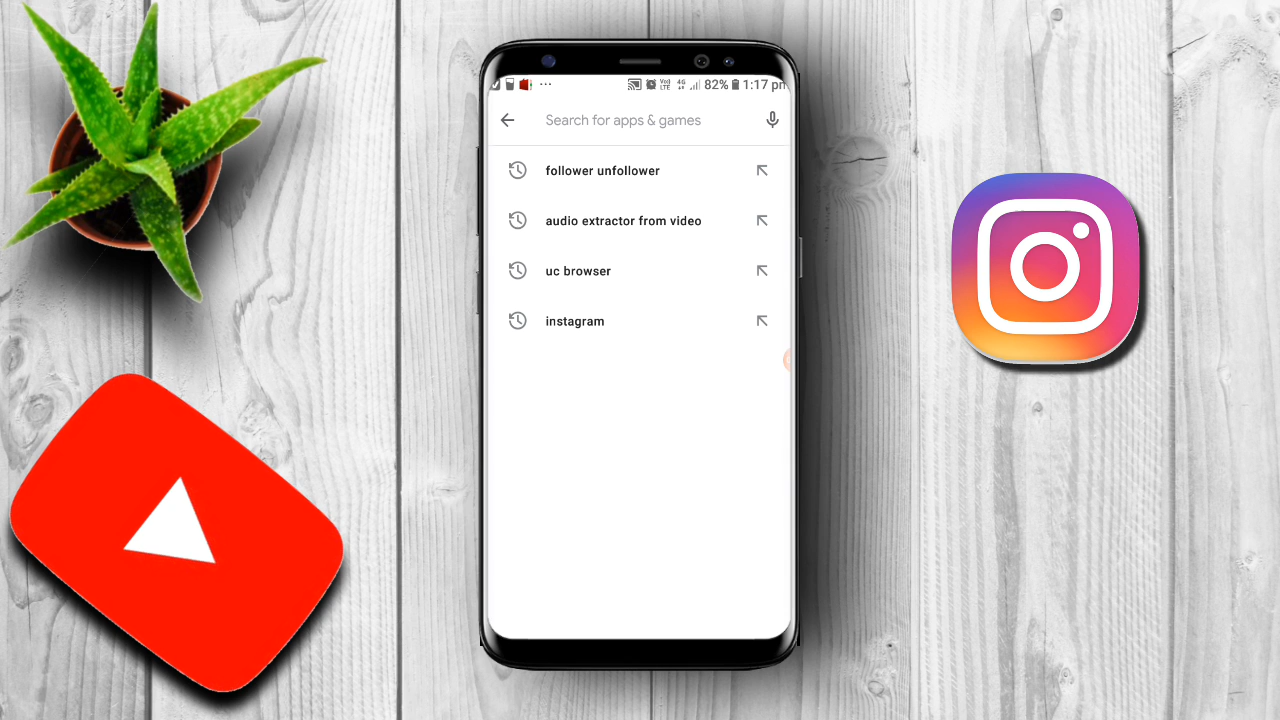 82% 1:17 pm
Search for apps & games
follower unfollower
audio extractor from video
uc browser
instagram